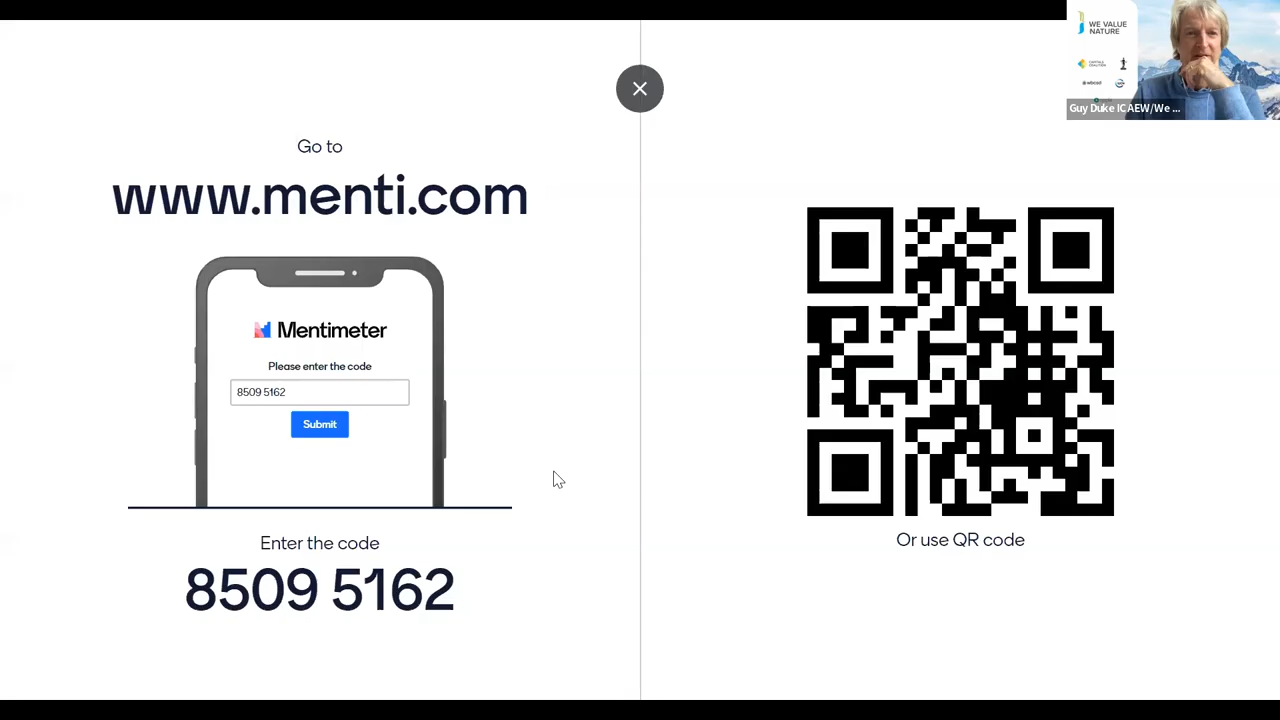 WE VALUE
NATURE
Guy Duke ICAEW/We ...
Go to
www.menti.com
Mentimeter
Please enter the code
8509 5162
Submit
Enter the code
8509 5162
Or use QR code